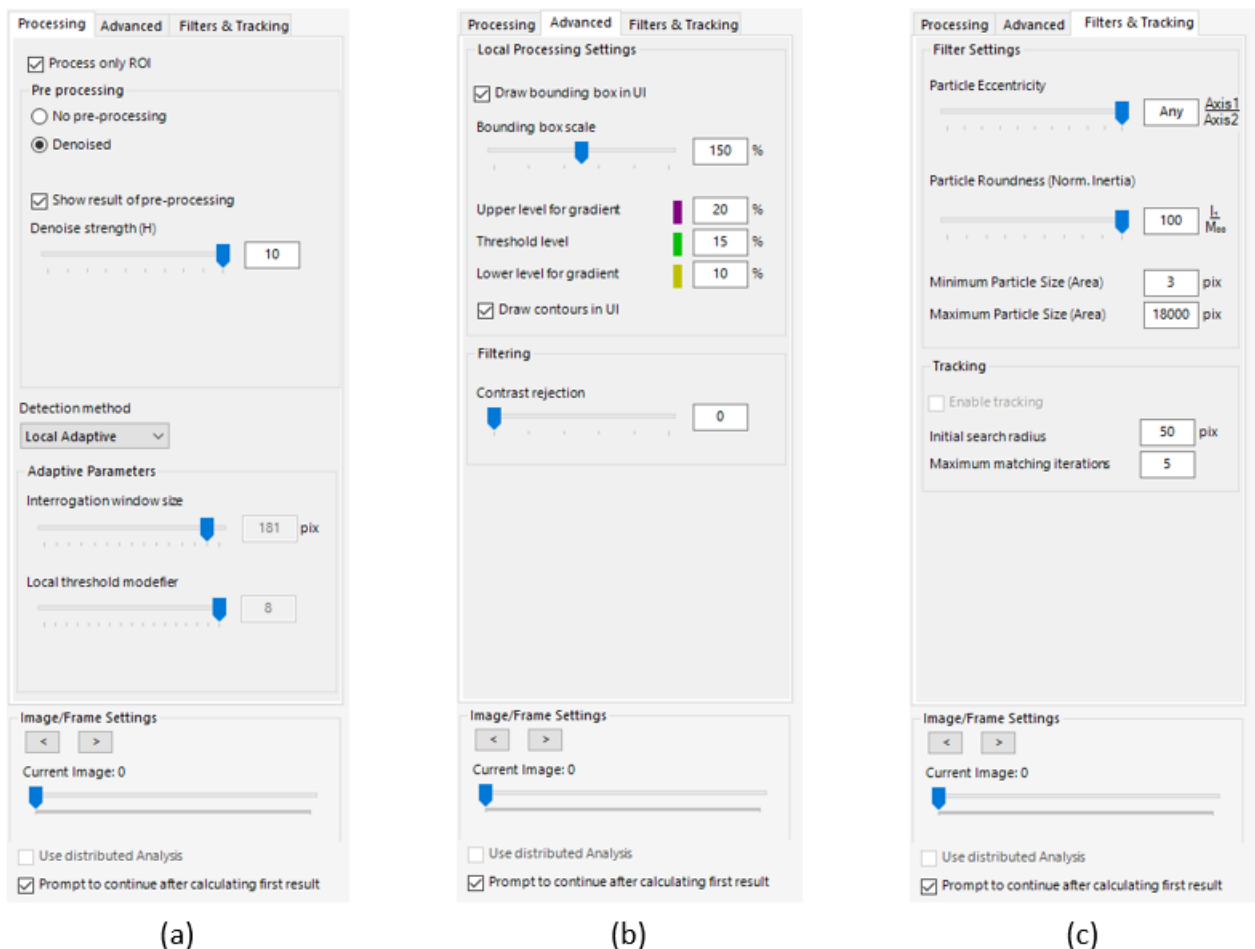 Processing Advanced Filters & Tracking
Process only ROI
Pre processing
No pre-processing
Denoised
Show result of pre-processing
Denoise strength (H)
10
Detection method
Local Adaptive
Adaptive Parameters
Interrogation window size
181 pix
Local threshold modefier
8
Image/Frame Settings
< >
Current Image: 0
Use distributed Analysis
Prompt to continue after calculating first result
(a)
Processing Advanced Filters & Tracking
Local Processing Settings
Draw bounding box in UI
Bounding box scale
150 %
Upper level for gradient 20 %
Threshold level 15 %
Lower level for gradient 10 %
Draw contours in UI
Filtering
Contrast rejection
0
Image/Frame Settings
< >
Current Image: 0
Use distributed Analysis
Prompt to continue after calculating first result
(b)
Processing Advanced Filters & Tracking
Filter Settings
Particle Eccentricity
Any Axis1
Axis2
Particle Roundness (Norm. Inertia)
100
Minimum Particle Size (Area) 3 pix
Maximum Particle Size (Area) 18000 pix
Tracking
Enable tracking
Initial search radius 50 pix
Maximum matching iterations 5
Image/Frame Settings
< >
Current Image: 0
Use distributed Analysis
Prompt to continue after calculating first result
(c)